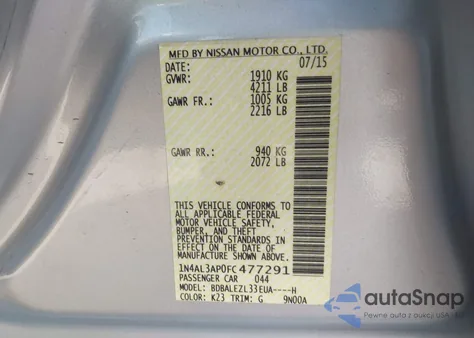 MFD BY NISSAN MOTOR CO., LTD.
DATE: 07/15
GVWR: 1910 KG
4211 LB
GAWR FR.: 1005 KG
2216 LB
GAWR RR.: 940 KG
2072 LB
THIS VEHICLE CONFORMS TO
ALL APPLICABLE FEDERAL
MOTOR VEHICLE SAFETY,
BUMPER, AND THEFT
PREVENTION STANDARDS IN
EFFECT ON THE DATE OF
MANUFACTURE SHOWN ABOVE.
1N4AL3AP0FC477291
PASSENGER CAR 044
MODEL: BDBALEZL33EUA----H
COLOR: K23 TRIM: G 9N00A
autoSnap
Pewne auta z USA i Kanady